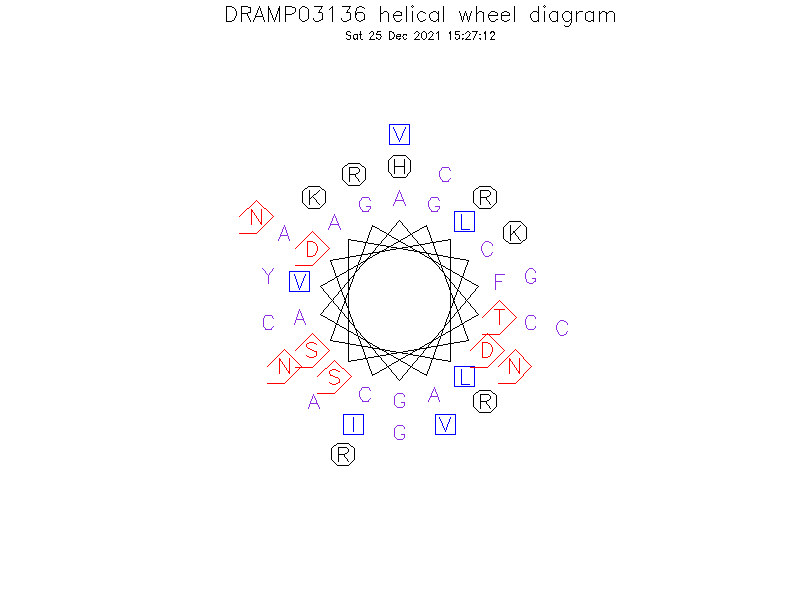 DRAMP03136 helical wheel diagram
Sat 25 Dec 2021 15:27:12
V
R H C
K R
N G A G L K
A A C
D
Y V F G
C A T C C
S D
N S L N
A C G A R
I G V
R